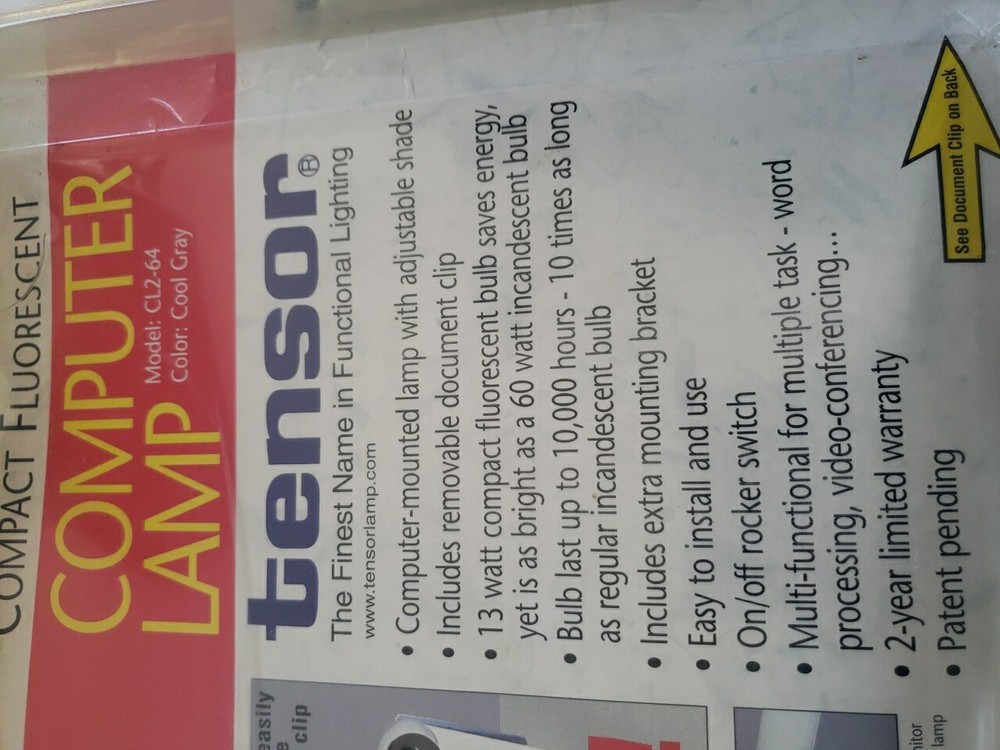 COMPACT FLUORESCENT
COMPUTER
LAMP
Model: CL2-64
Color: Cool Gray
tensor®
The Finest Name in Functional Lighting
www.tensorlamp.com
• Computer-mounted lamp with adjustable shade
• Includes removable document clip
• 13 watt compact fluorescent bulb saves energy,
yet is as bright as a 60 watt incandescent bulb
• Bulb last up to 10,000 hours - 10 times as long
as regular incandescent bulb
• Includes extra mounting bracket
• Easy to install and use
• On/off rocker switch
• Multi-functional for multiple task - word
processing, video-conferencing...
• 2-year limited warranty
• Patent pending
See Document Clip on Back
easily
clip
lamp